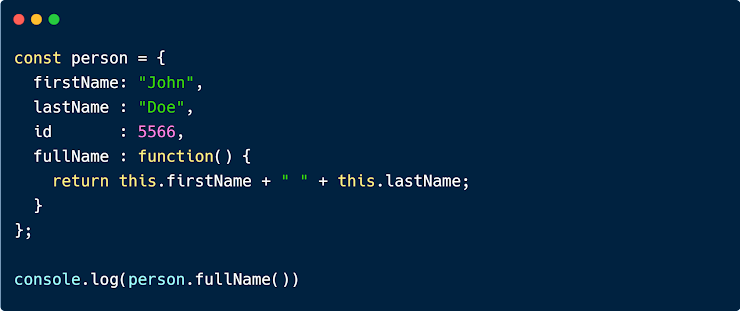 const person = {
  firstName: "John",
  lastName : "Doe",
  id       : 5566,
  fullName : function() {
    return this.firstName + " " + this.lastName;
  }
};

console.log(person.fullName())